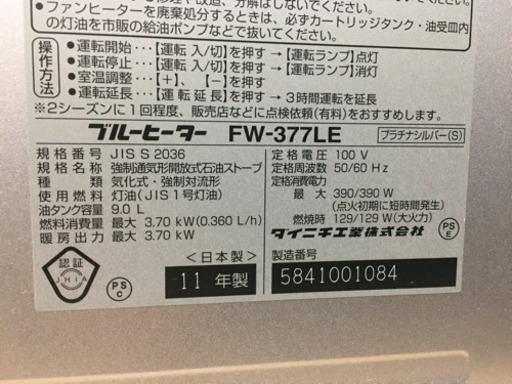 •ファンヒーターを廃棄処分するときは、必ずカートリッジタンク・油受皿内
の灯油を市販の給油ポンプなどで抜いてください。
操作方法
●運転開始…【運転 入/切】を押す→【運転ランプ】点灯
●運転停止…【運転 入/切】を押す→【運転ランプ】消灯
●室温調整…【+】、【-】を押す
●運転延長…【運転延長】を押す→3時間運転を延長
※2シーズンに1回程度、販売店などに点検依頼(有料)をおすすめします
ブルーヒーター FW-377LE プラチナシルバー(S)
規格番号 JIS S 2036
規格名称 強制通気形開放式石油ストーブ
型式の種類 気化式・強制対流形
使用燃料 灯油(JIS1号灯油)
油タンク容量 9.0 L
燃料消費量 最大 3.70 kW(0.360 L/h)
暖房出力 最大 3.70 kW
定格電圧 100 V
定格周波数 50/60 Hz
定格消費電力
最大 390/390 W
(点火初期に短時間発生)
燃焼時 129/129 W(大火力)
ダイニチ工業株式会社
PSE
認証
JHIA
PSC
<日本製>
11 年製
製造番号
5841001084